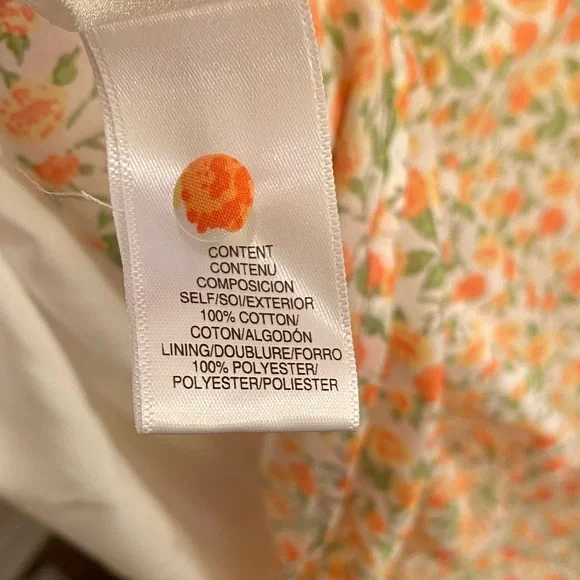 CONTENT
CONTENU
COMPOSICION
SELF/SOI/EXTERIOR
100% COTTON/
COTON/ALGODÓN
LINING/DOUBLURE/FORRO
100% POLYESTER/
POLYESTER/POLIESTER